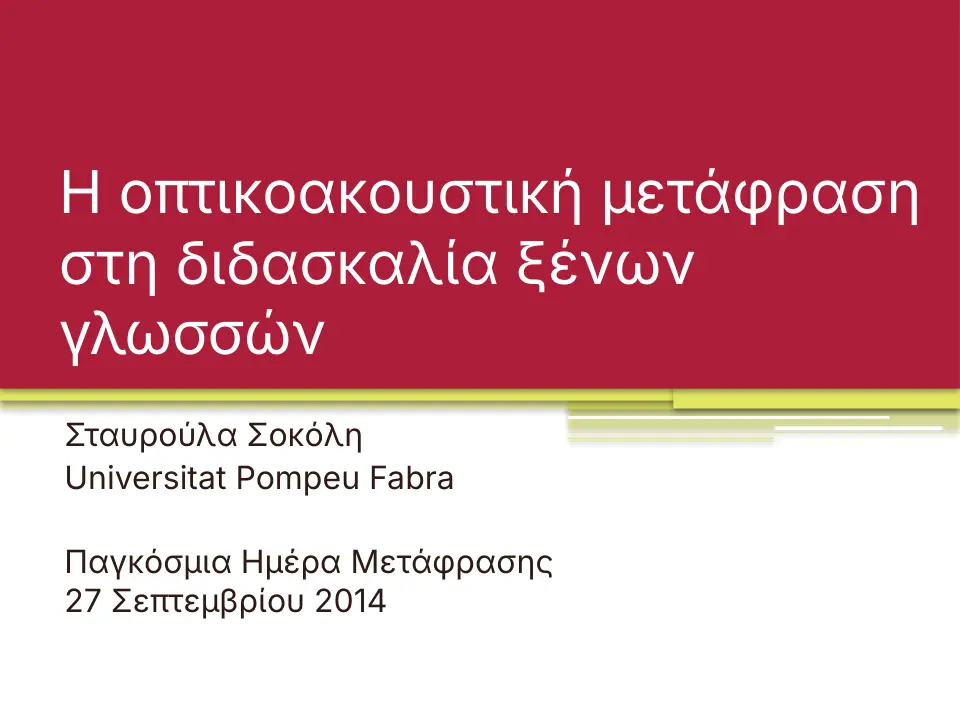 Η οπτικοακουστική μετάφραση
στη διδασκαλία ξένων
γλωσσών
Σταυρούλα Σοκόλη
Universitat Pompeu Fabra
Παγκόσμια Ημέρα Μετάφρασης
27 Σεπτεμβρίου 2014